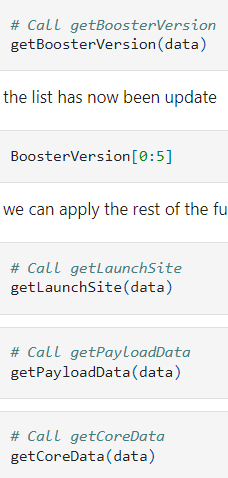 # Call getBoosterVersion
getBoosterVersion(data)
the list has now been update
BoosterVersion[0:5]
we can apply the rest of the fu
# Call getLaunchSite
getLaunchSite(data)
# Call getPayloadData
getPayloadData(data)
# Call getCoreData
getCoreData(data)